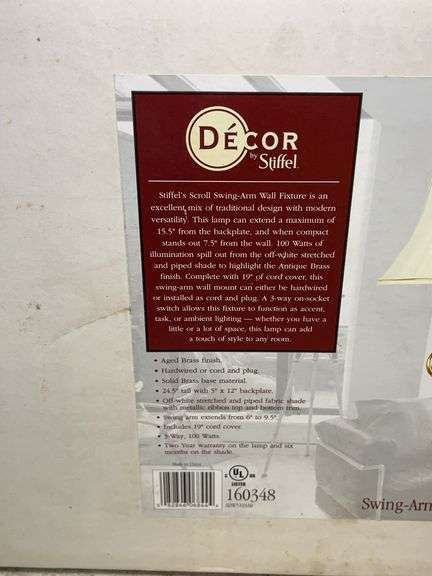 DÉCOR
by Stiffel
Stiffel's Scroll Swing-Arm Wall Fixture is an
excellent mix of traditional design with modern
versatility. This lamp can extend a maximum of
15.5" from the backplate, and when compact
stands out 7.5" from the wall. 100 Watts of
illumination spill out from the off-white stretched
and piped shade to highlight the Antique Brass
finish. Complete with 19" of cord cover, this
swing-arm wall mount can either be hardwired
or installed as cord and plug. A 3-way on-socket
switch allows this fixture to function as accent,
task, or ambient lighting — whether you have a
little or a lot of space, this lamp can add
a touch of style to any room.
• Aged Brass finish.
• Hardwired or cord and plug.
• Solid Brass base material.
• 24.5" tall with 5" x 12" backplate.
• Off-white stretched and piped fabric shade
with metallic ribbon top and bottom trim.
• Swing arm extends from 6" to 9.5".
• Includes 19" cord cover.
• 3-Way, 100 Watts.
• Two Year warranty on the lamp and six
months on the shade.
Made in China
C UL US
LISTED
160348
Swing-Arm